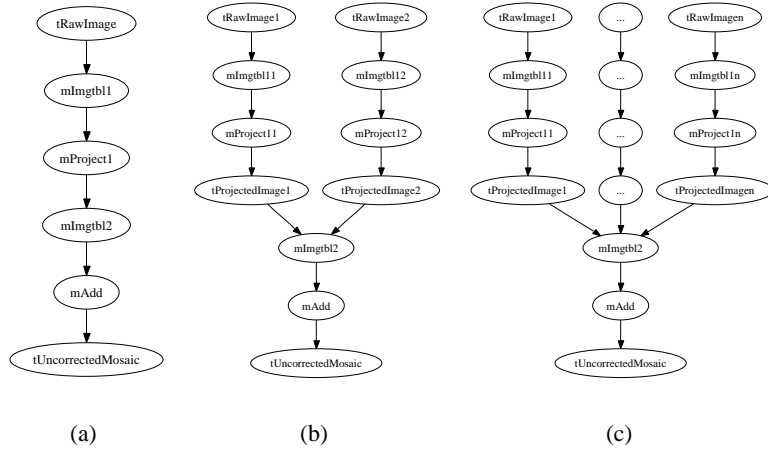 tRawImage
mImgtbl1
mProject1
mImgtbl2
mAdd
tUncorrectedMosaic
(a)
tRawImage1 tRawImage2
mImgtbl11 mImgtbl12
mProject11 mProject12
tProjectedImage1 tProjectedImage2
mImgtbl2
mAdd
tUncorrectedMosaic
(b)
tRawImage1 ... tRawImagen
mImgtbl11 ... mImgtbl1n
mProject11 ... mProject1n
tProjectedImage1 ... tProjectedImagen
mImgtbl2
mAdd
tUncorrectedMosaic
(c)